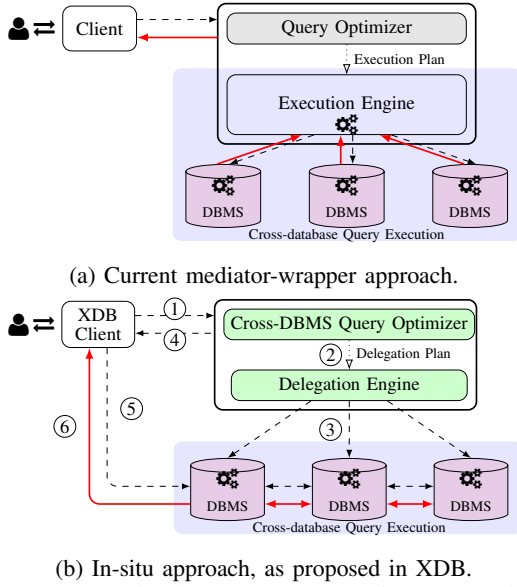 Client
Query Optimizer
Execution Plan
Execution Engine
DBMS
DBMS
DBMS
Cross-database Query Execution
(a) Current mediator-wrapper approach.
XDB
Client
①
④
Cross-DBMS Query Optimizer
②
Delegation Plan
Delegation Engine
⑥
⑤
③
DBMS
DBMS
DBMS
Cross-database Query Execution
(b) In-situ approach, as proposed in XDB.